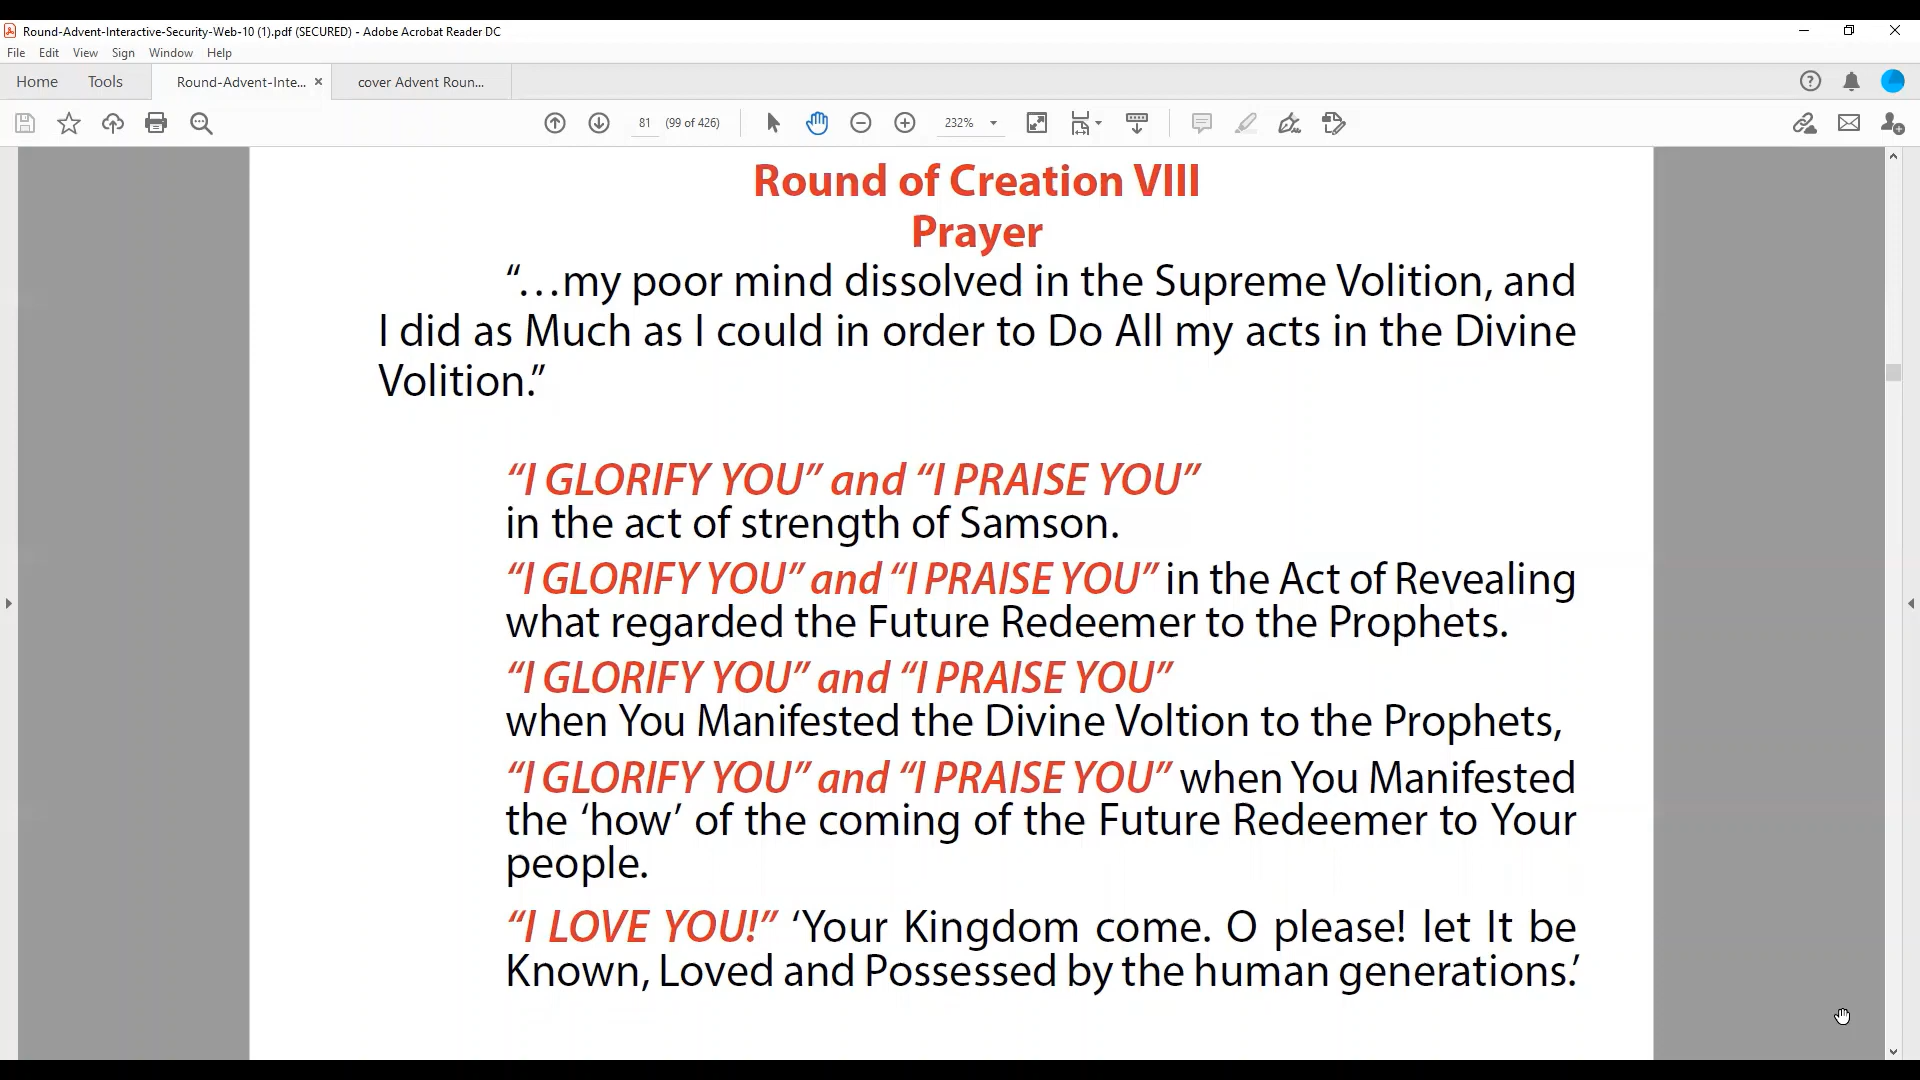 Round-Advent-Interactive-Security-Web-10 (1).pdf (SECURED) - Adobe Acrobat Reader DC
File Edit View Sign Window Help
Home Tools Round-Advent-Inte... × cover Advent Roun...
81 (99 of 426) 232%
Round of Creation VIII
Prayer
“…my poor mind dissolved in the Supreme Volition, and
I did as Much as I could in order to Do All my acts in the Divine
Volition.”
“I GLORIFY YOU” and “I PRAISE YOU”
in the act of strength of Samson.
“I GLORIFY YOU” and “I PRAISE YOU” in the Act of Revealing
what regarded the Future Redeemer to the Prophets.
“I GLORIFY YOU” and “I PRAISE YOU”
when You Manifested the Divine Voltion to the Prophets,
“I GLORIFY YOU” and “I PRAISE YOU” when You Manifested
the ‘how’ of the coming of the Future Redeemer to Your
people.
“I LOVE YOU!” ‘Your Kingdom come. O please! let It be
Known, Loved and Possessed by the human generations.’